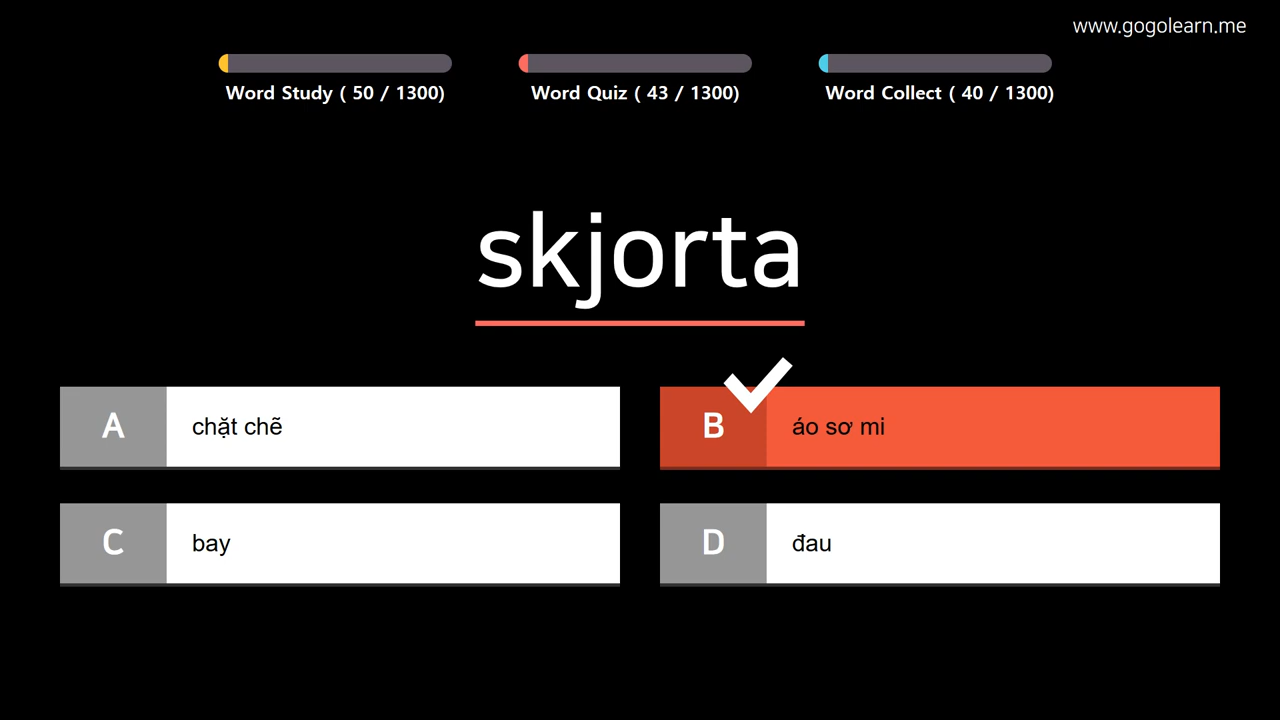 www.gogolearn.me
Word Study ( 50 / 1300)
Word Quiz ( 43 / 1300)
Word Collect ( 40 / 1300)
skjorta
A
chặt chẽ
B
áo sơ mi
C
bay
D
đau